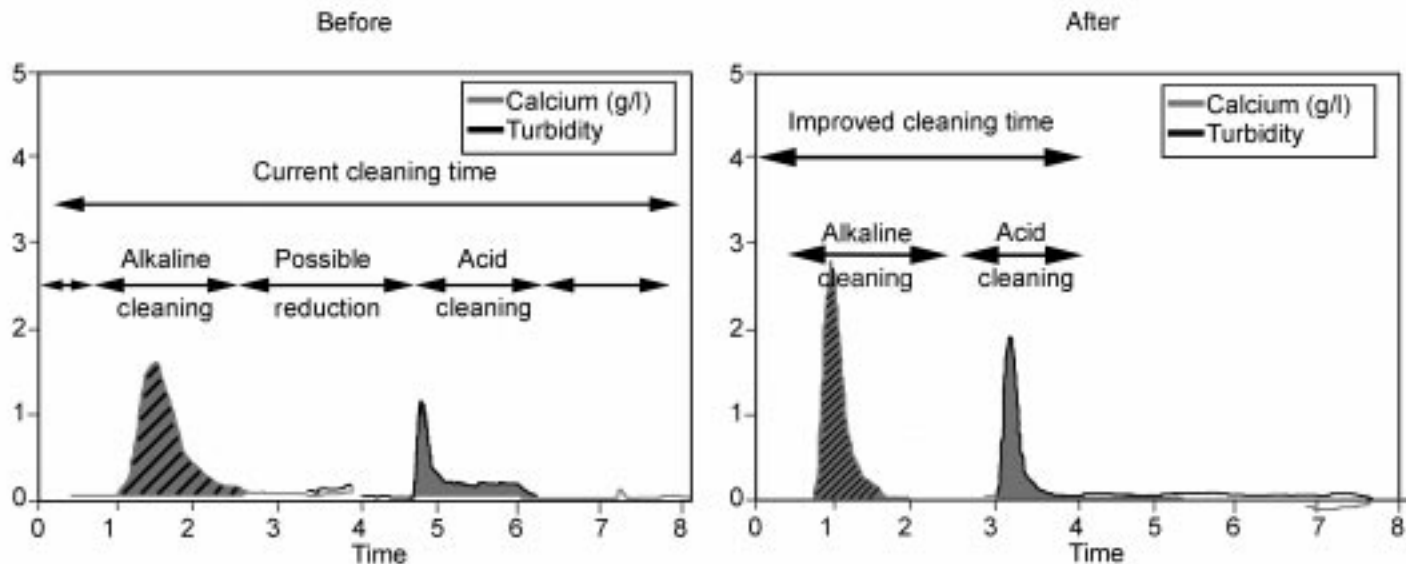 Before
5
4
3
2
1
0
Calcium (g/l)
Turbidity
Current cleaning time
Alkaline
cleaning
Possible
reduction
Acid
cleaning
0 1 2 3 4 5 6 7 8
Time
After
5
4
3
2
1
0
Calcium (g/l)
Turbidity
Improved cleaning time
Alkaline
cleaning
Acid
cleaning
0 1 2 3 4 5 6 7 8
Time